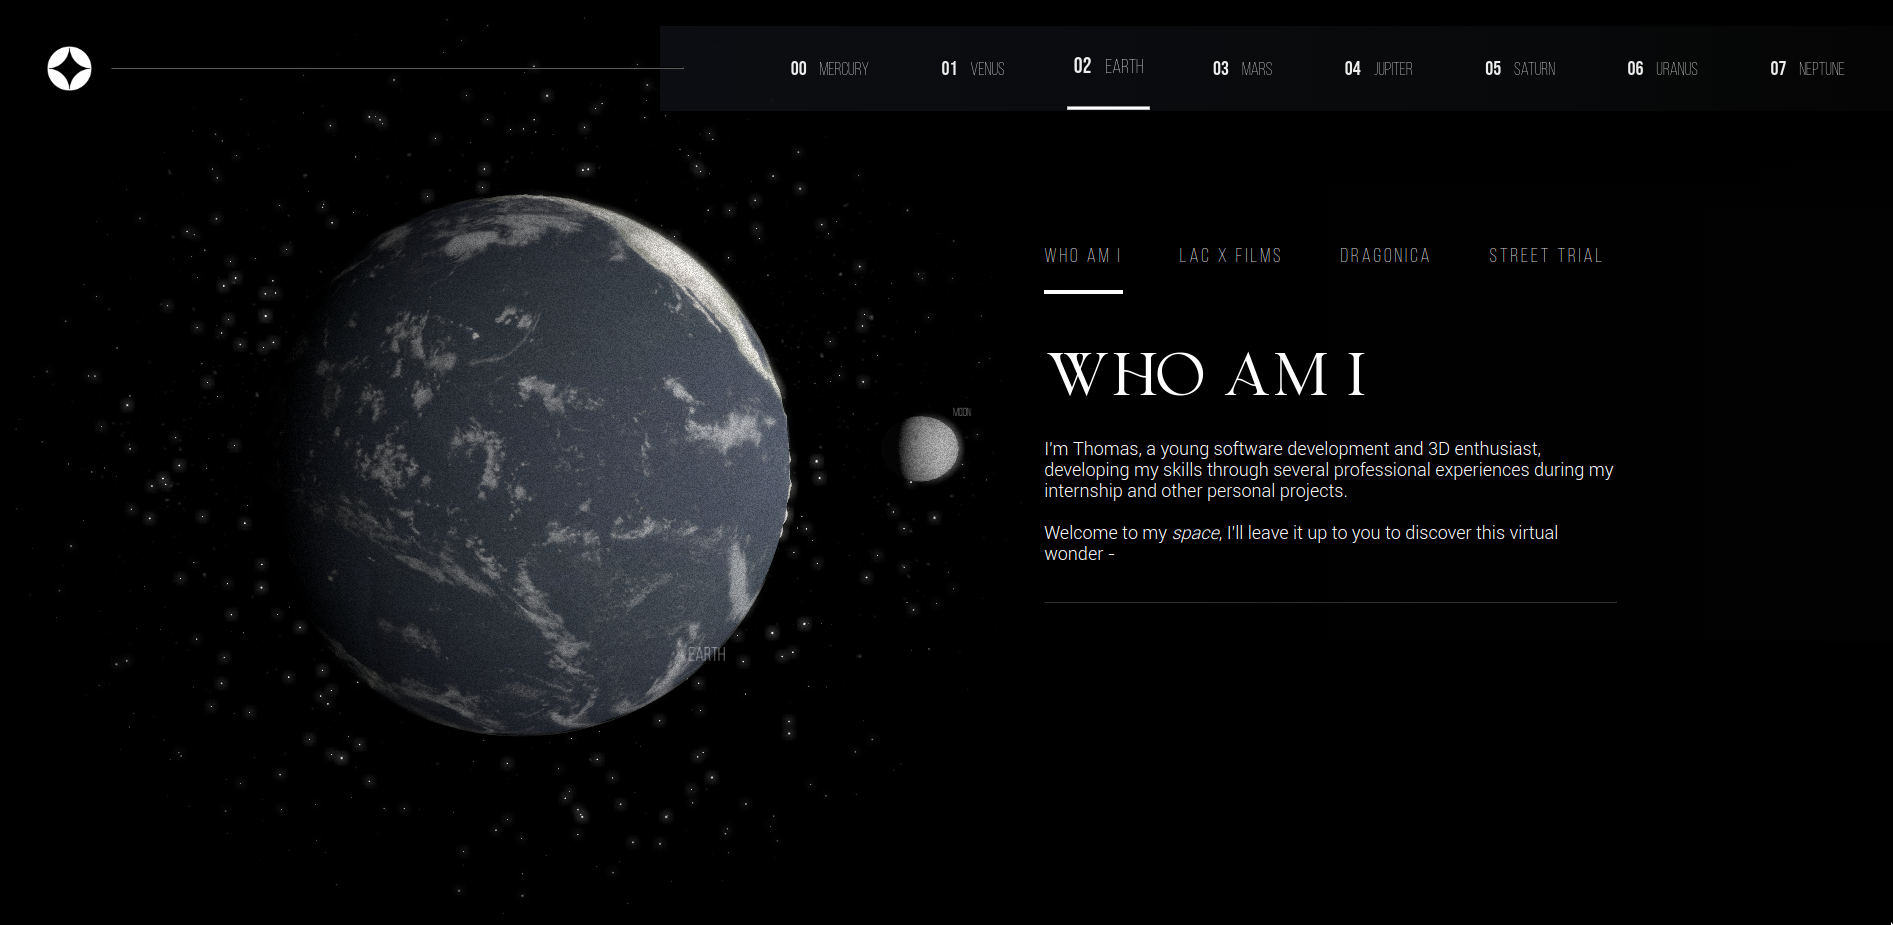 00 MERCURY 01 VENUS 02 EARTH 03 MARS 04 JUPITER 05 SATURN 06 URANUS 07 NEPTUNE
WHO AM I LAC X FILMS DRAGONICA STREET TRIAL
WHO AM I
MOON
I'm Thomas, a young software development and 3D enthusiast,
developing my skills through several professional experiences during my
internship and other personal projects.
Welcome to my space, I'll leave it up to you to discover this virtual
wonder -
EARTH